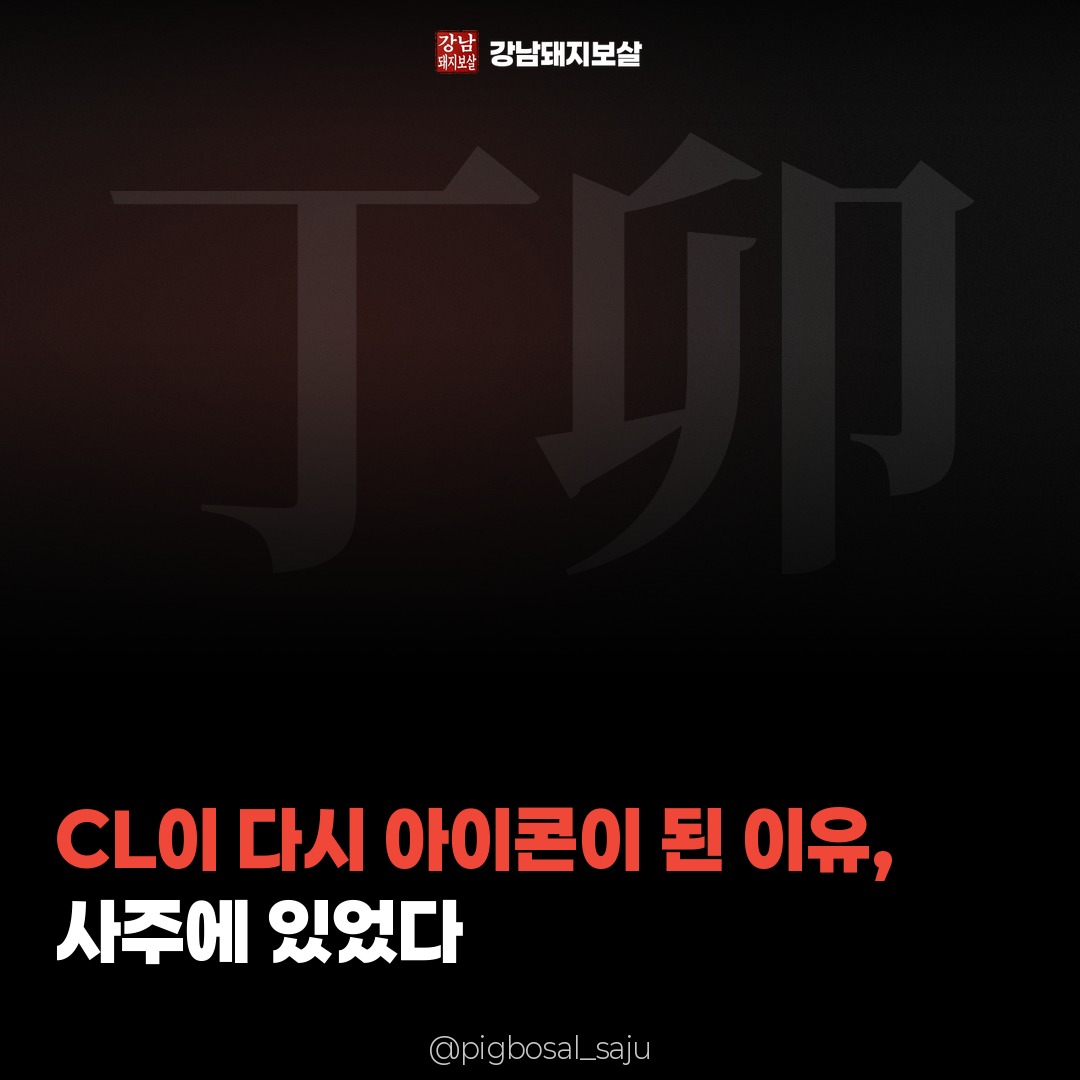 강남
돼지보살
강남돼지보살
丁卯
CL이 다시 아이콘이 된 이유,
사주에 있었다
@pigbosal_saju